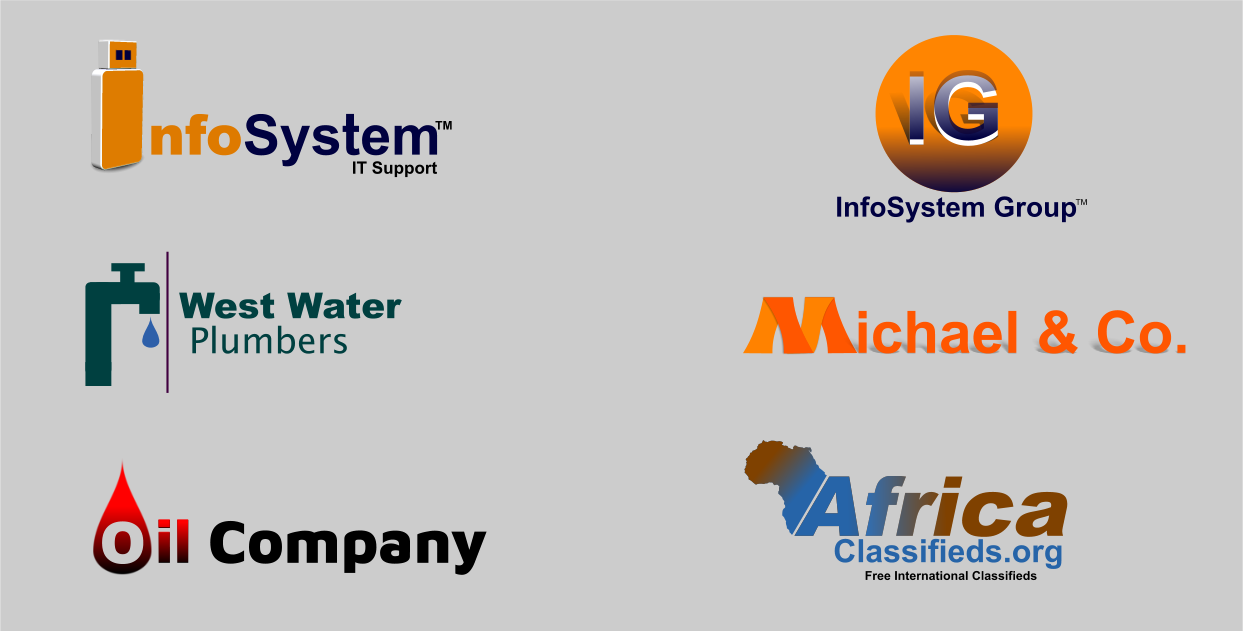 InfoSystem™
IT Support
IG
InfoSystem Group™
West Water
Plumbers
Michael & Co.
Oil Company
Africa
Classifieds.org
Free International Classifieds